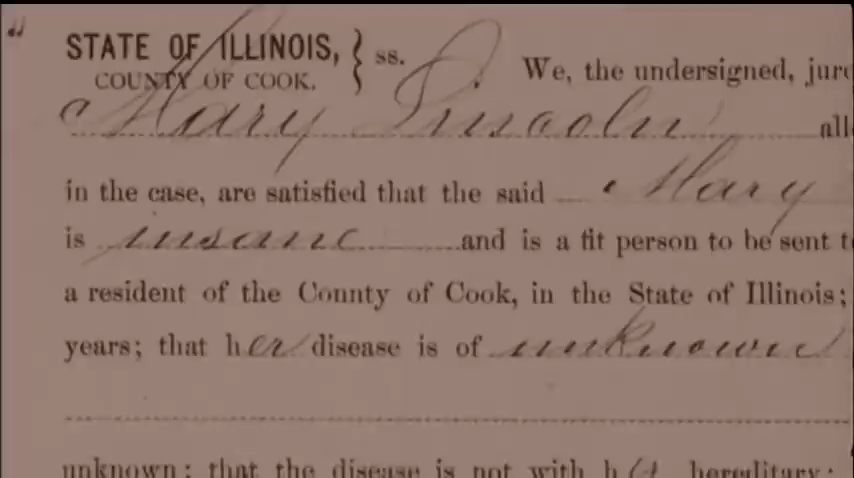 STATE OF ILLINOIS, } ss.
COUNTY OF COOK.
We, the undersigned, juro
Mary Lincoln all
in the case, are satisfied that the said Mary
is insane and is a fit person to be sent t
a resident of the County of Cook, in the State of Illinois;
years; that her disease is of unknown
unknown; that the disease is not with her hereditary;